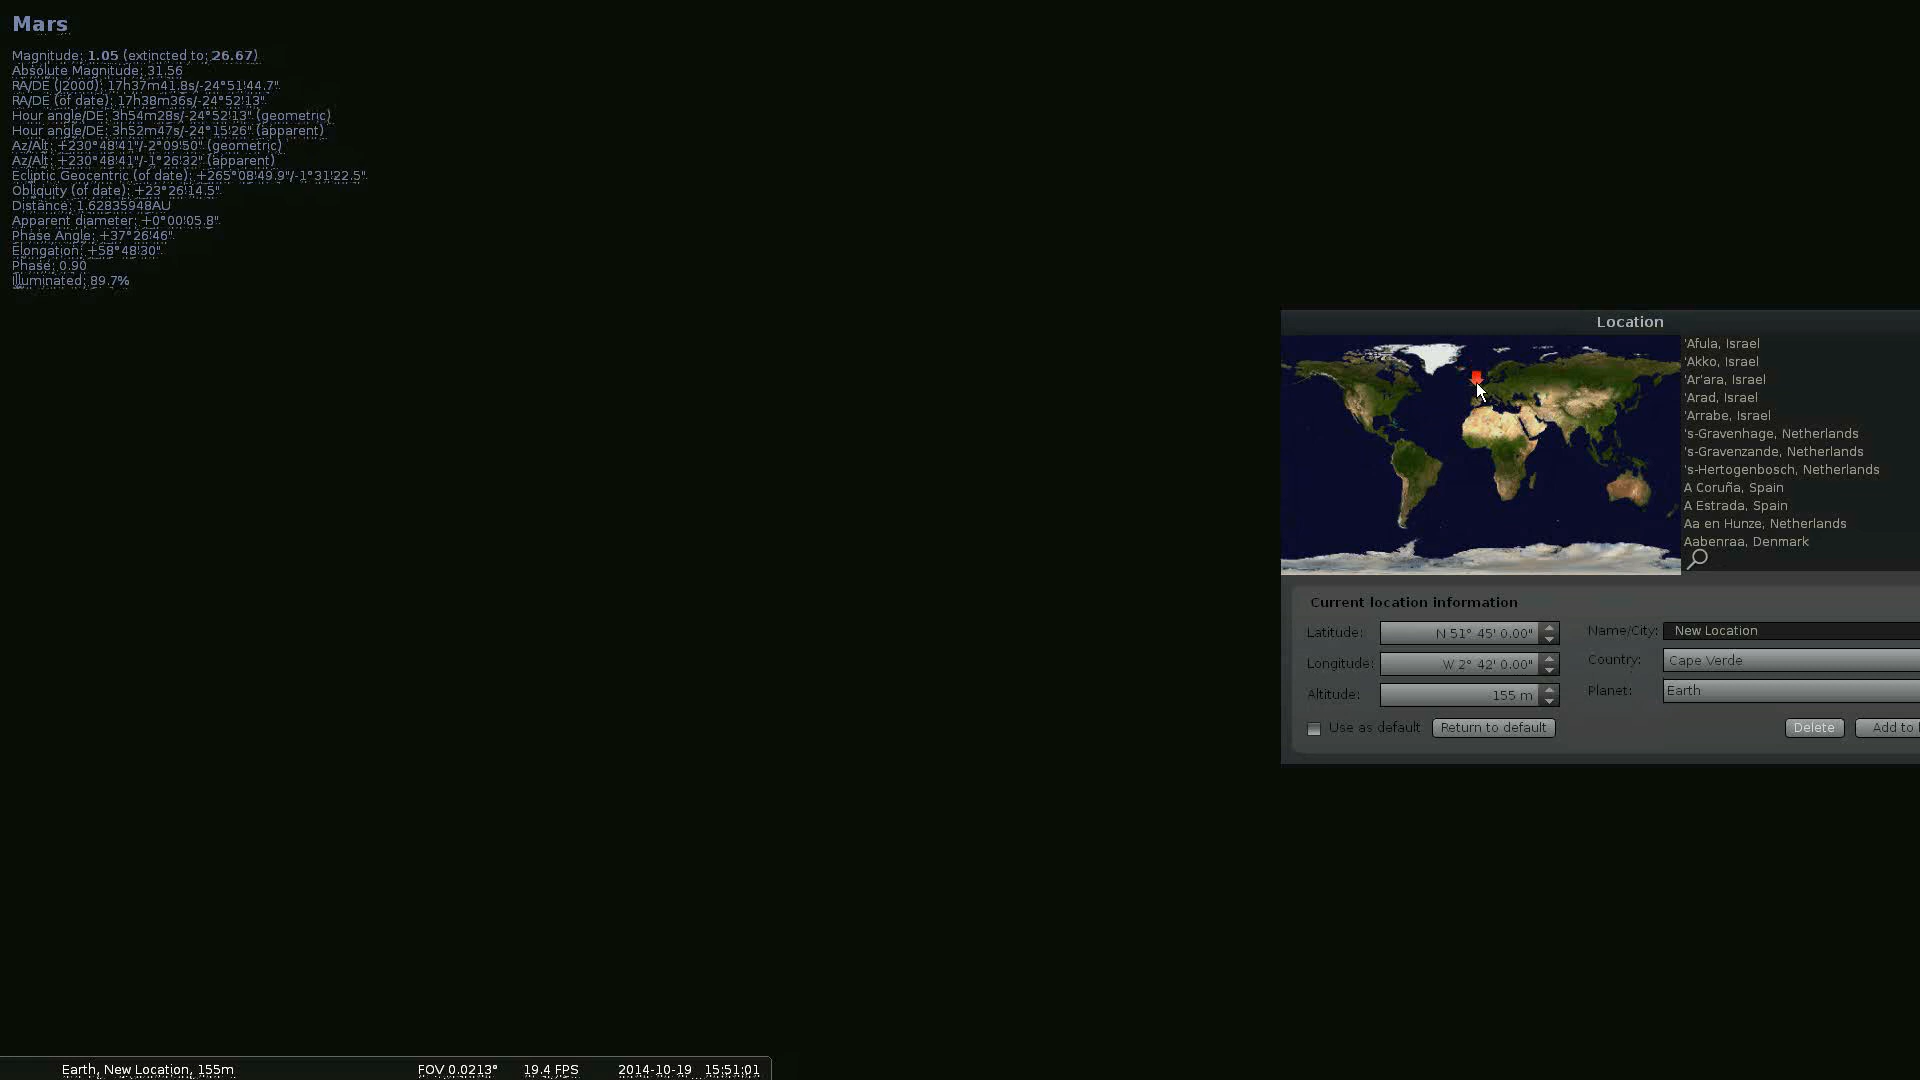 Mars
Magnitude: 1.05 (extincted to: 26.67)
Absolute Magnitude: 31.56
RA/DE (J2000): 17h37m41.8s/-24°51'44.7"
RA/DE (of date): 17h38m36s/-24°52'13"
Hour angle/DE: 3h54m28s/-24°52'13" (geometric)
Hour angle/DE: 3h52m47s/-24°15'26" (apparent)
Az/Alt: +230°48'41"/-2°09'50" (geometric)
Az/Alt: +230°48'41"/-1°26'32" (apparent)
Ecliptic Geocentric (of date): +265°08'49.9"/-1°31'22.5"
Obliquity (of date): +23°26'14.5"
Distance: 1.62835948AU
Apparent diameter: +0°00'05.8"
Phase Angle: +37°26'46"
Elongation: +58°48'30"
Phase: 0.90
Illuminated: 89.7%
Location
'Afula, Israel
'Akko, Israel
'Ar'ara, Israel
'Arad, Israel
'Arrabe, Israel
's-Gravenhage, Netherlands
's-Gravenzande, Netherlands
's-Hertogenbosch, Netherlands
A Coruña, Spain
A Estrada, Spain
Aa en Hunze, Netherlands
Aabenraa, Denmark
Current location information
Latitude: N 51° 45' 0.00"
Name/City: New Location
Longitude: W 2° 42' 0.00"
Country: Cape Verde
Altitude: 155 m
Planet: Earth
Use as default Return to default Delete Add to
Earth, New Location, 155m FOV 0.0213° 19.4 FPS 2014-10-19 15:51:01